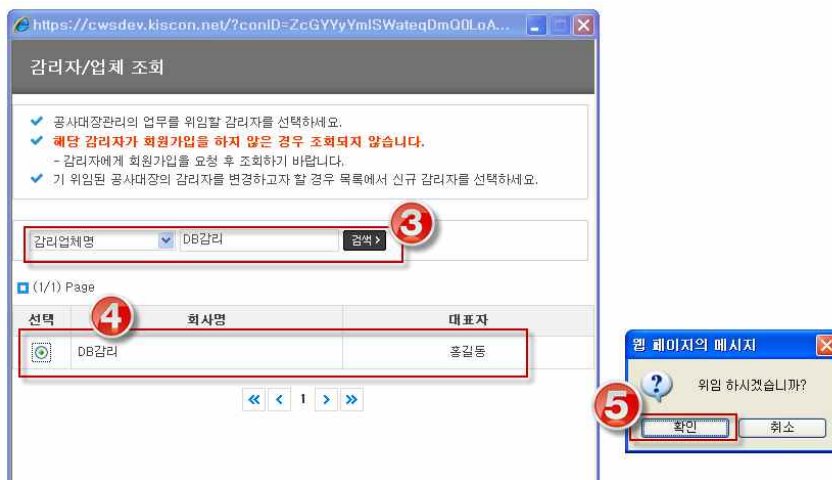 https://cwsdev.kiscon.net/?conID=ZcGYYyYmISWateqDmQ0LoA...
감리자/업체 조회
공사대장관리의 업무를 위임할 감리자를 선택하세요.
해당 감리자가 회원가입을 하지 않은 경우 조회되지 않습니다.
- 감리자에게 회원가입을 요청 후 조회하기 바랍니다.
기 위임된 공사대장의 감리자를 변경하고자 할 경우 목록에서 신규 감리자를 선택하세요.
3
감리업체명 DB감리 검색 >
(1/1) Page
4
선택 회사명 대표자
DB감리 홍길동
« < 1 > »
웹 페이지의 메시지
위임 하시겠습니까?
5
확인 취소